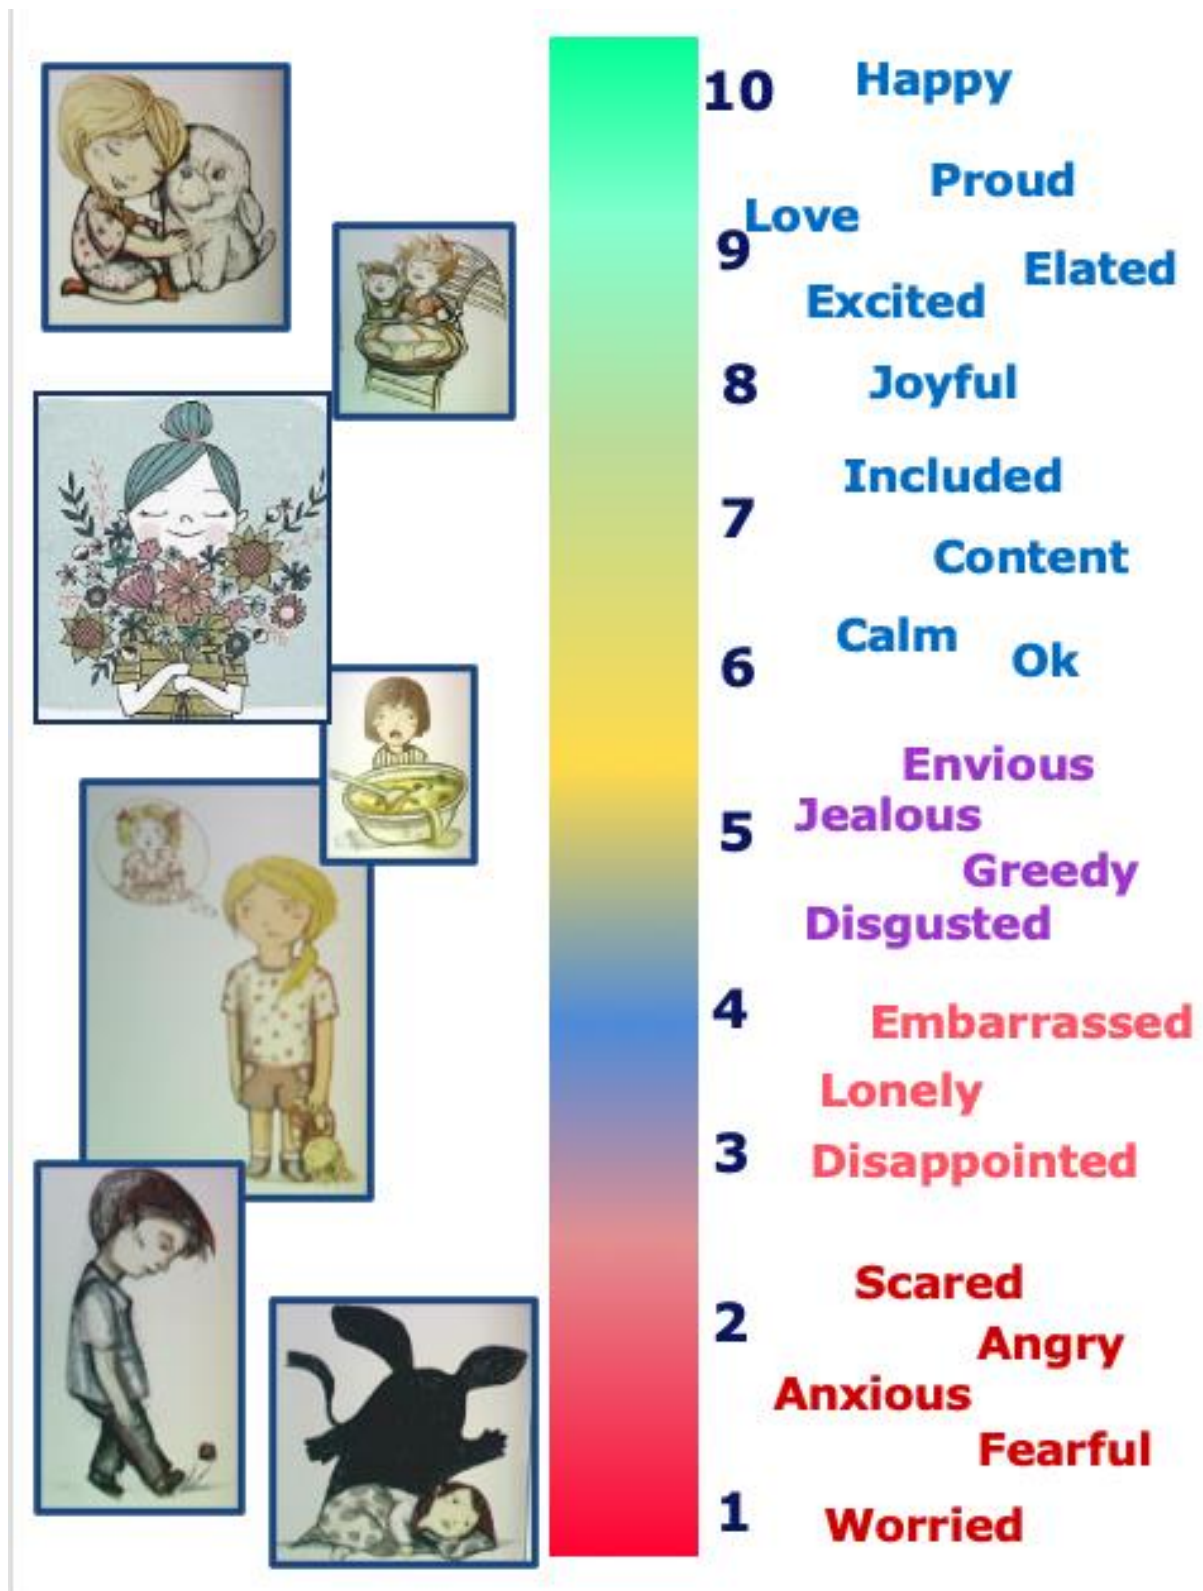 10
Happy
Proud
Love
9
Elated
Excited
8
Joyful
Included
7
Content
Calm
6
Ok
Envious
Jealous
5
Greedy
Disgusted
4
Embarrassed
Lonely
3
Disappointed
Scared
2
Angry
Anxious
Fearful
1
Worried